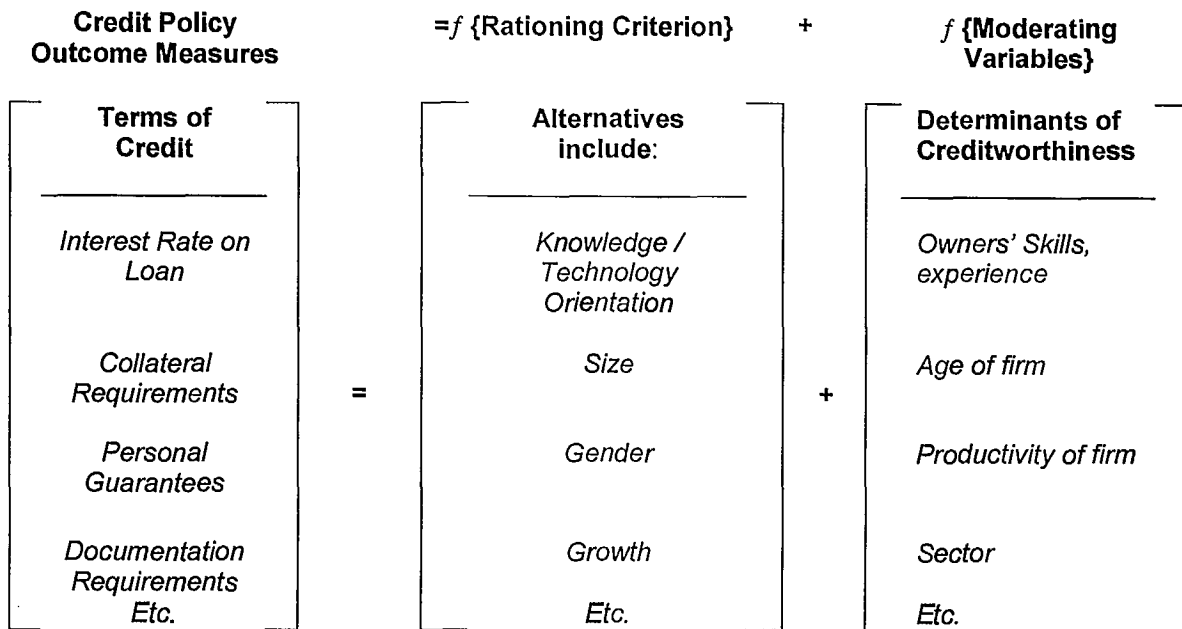 Credit Policy
Outcome Measures
=ƒ {Rationing Criterion}
+
ƒ {Moderating
Variables}
Terms of
Credit
Interest Rate on
Loan
Collateral
Requirements
Personal
Guarantees
Documentation
Requirements
Etc.
=
Alternatives
include:
Knowledge /
Technology
Orientation
Size
Gender
Growth
Etc.
+
Determinants of
Creditworthiness
Owners' Skills,
experience
Age of firm
Productivity of firm
Sector
Etc.